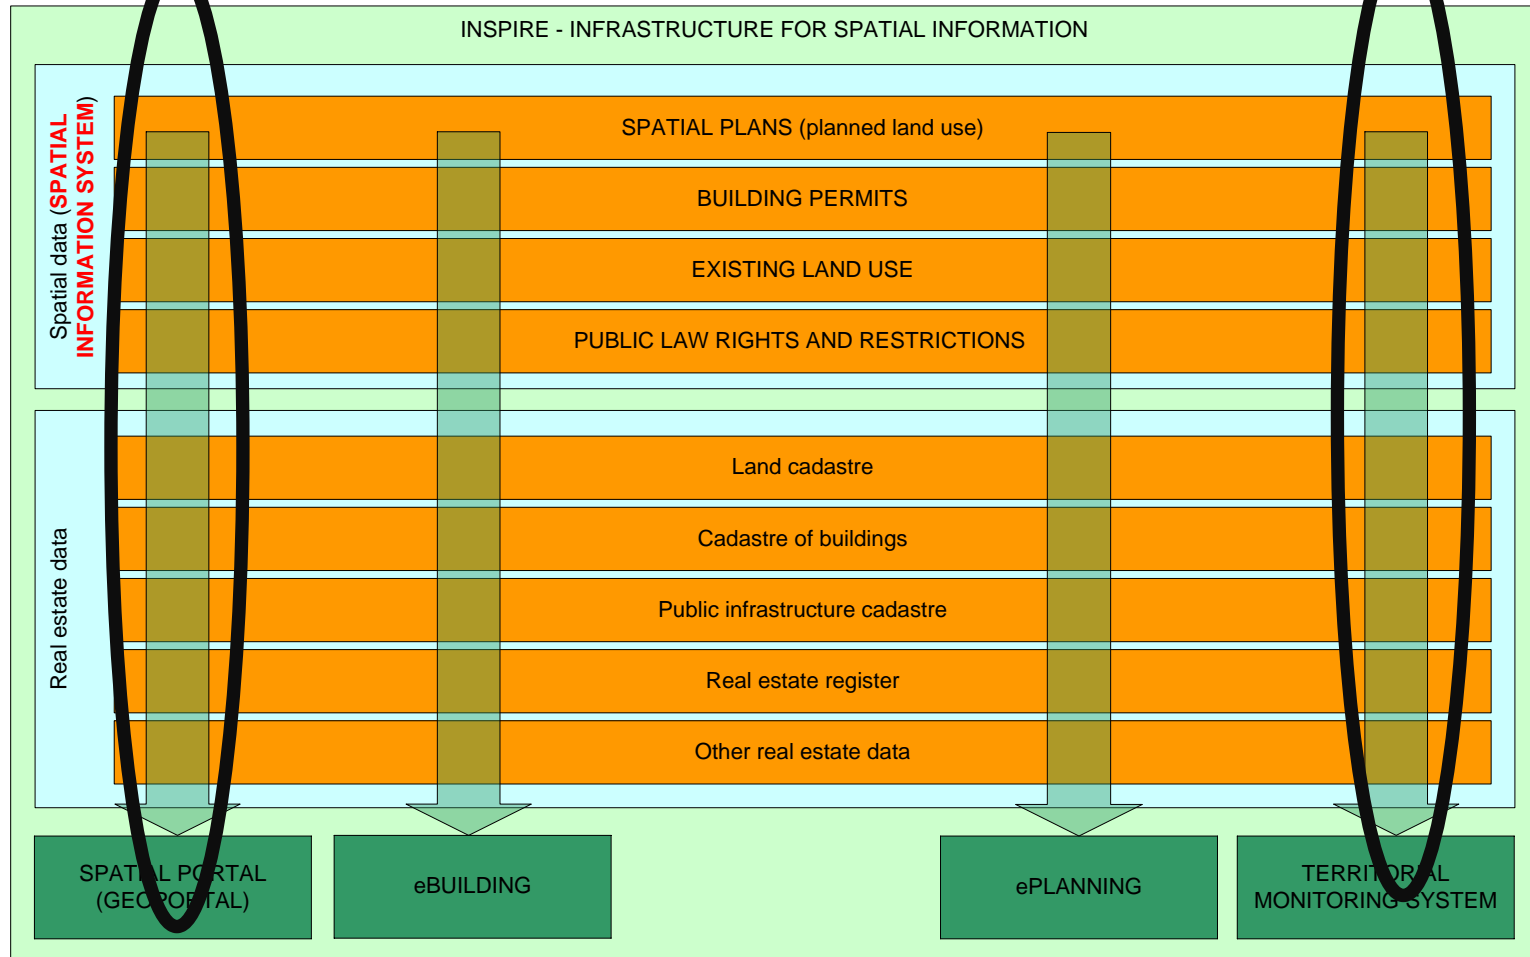 INSPIRE - INFRASTRUCTURE FOR SPATIAL INFORMATION
Spatial data (SPATIAL
INFORMATION SYSTEM)
SPATIAL PLANS (planned land use)
BUILDING PERMITS
EXISTING LAND USE
PUBLIC LAW RIGHTS AND RESTRICTIONS
Real estate data
Land cadastre
Cadastre of buildings
Public infrastructure cadastre
Real estate register
Other real estate data
SPATIAL PORTAL
(GEOPORTAL)
eBUILDING
ePLANNING
TERRITORIAL
MONITORING SYSTEM